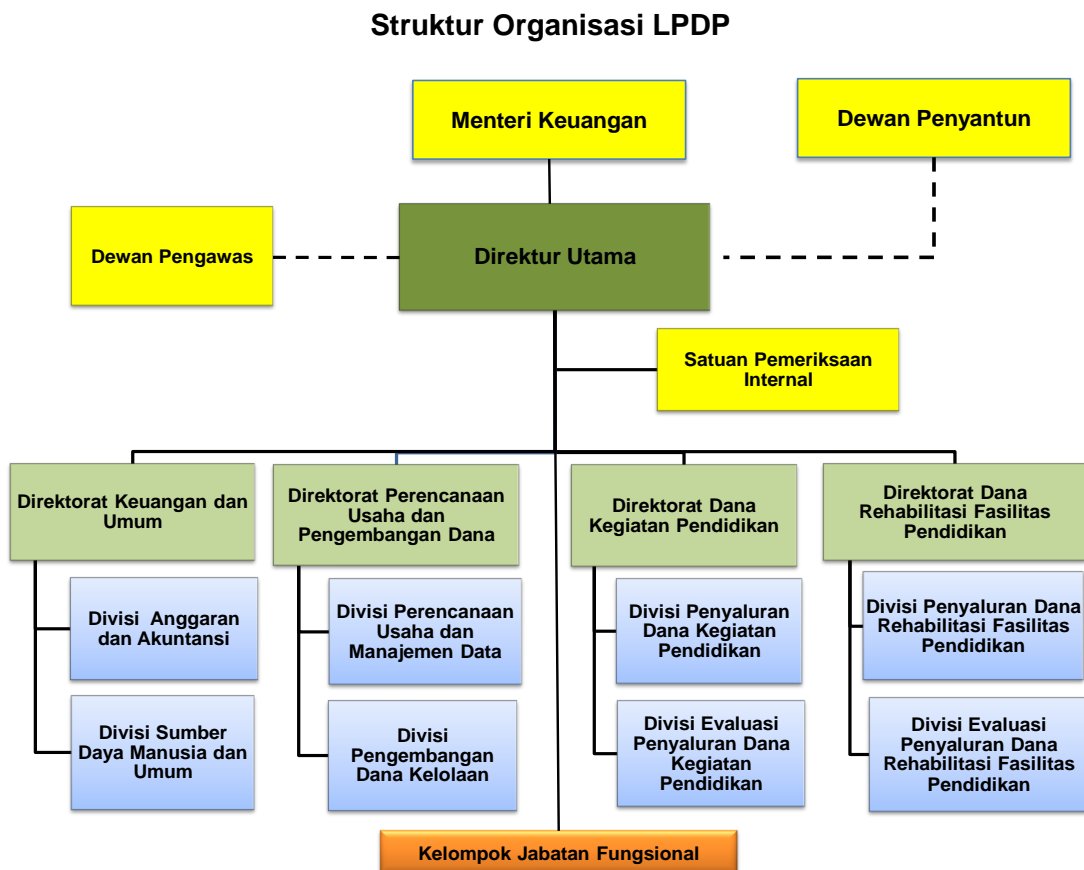 Struktur Organisasi LPDP
Menteri Keuangan
Dewan Penyantun
Dewan Pengawas
Direktur Utama
Satuan Pemeriksaan
Internal
Direktorat Keuangan dan
Umum
Direktorat Perencanaan
Usaha dan
Pengembangan Dana
Direktorat Dana
Kegiatan Pendidikan
Direktorat Dana
Rehabilitasi Fasilitas
Pendidikan
Divisi Anggaran
dan Akuntansi
Divisi Perencanaan
Usaha dan
Manajemen Data
Divisi Penyaluran
Dana Kegiatan
Pendidikan
Divisi Penyaluran Dana
Rehabilitasi Fasilitas
Pendidikan
Divisi Sumber
Daya Manusia dan
Umum
Divisi
Pengembangan
Dana Kelolaan
Divisi Evaluasi
Penyaluran Dana
Kegiatan
Pendidikan
Divisi Evaluasi
Penyaluran Dana
Rehabilitasi Fasilitas
Pendidikan
Kelompok Jabatan Fungsional